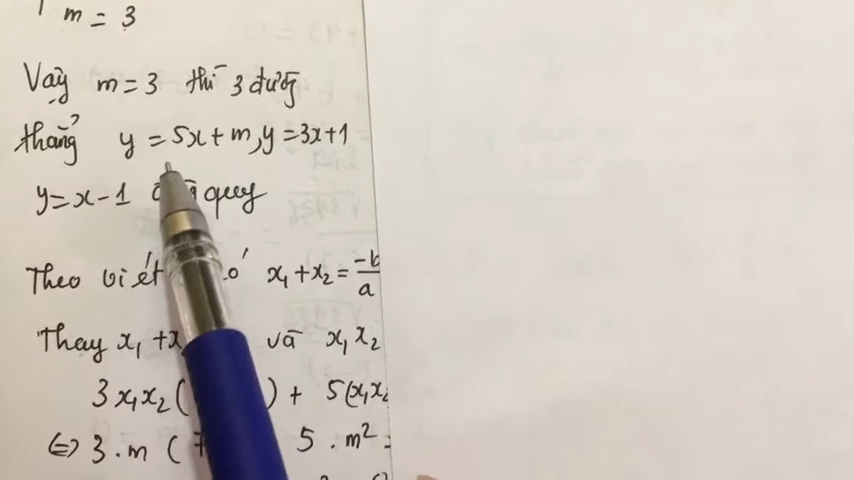 m = 3
Vậy m = 3 thì 3 đường
thẳng y = 5x + m, y = 3x + 1
y = x - 1 quy
Theo viét x₁ + x₂ = -b/a
Thay x₁ + x và x₁x₂
3x₁x₂ ( ) + 5(x₁x₂
⇔ 3.m (7 5 . m² =